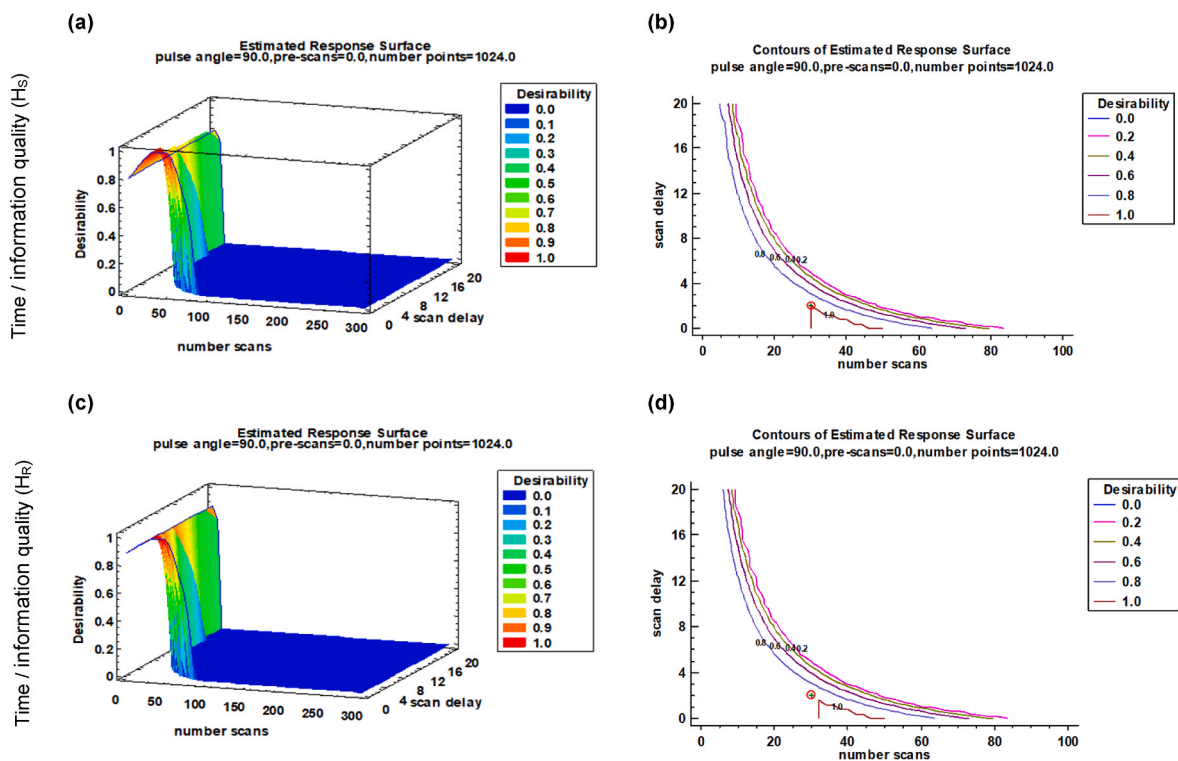 (a)
Time / information quality (HS)
Estimated Response Surface
pulse angle=90.0,pre-scans=0.0,number points=1024.0
Desirability
0.0
0.1
0.2
0.3
0.4
0.5
0.6
0.7
0.8
0.9
1.0
Desirability
1
0.8
0.6
0.4
0.2
0
0 50 100 150 200 250 300
number scans
0 4 8 12 16 20
scan delay
(b)
Contours of Estimated Response Surface
pulse angle=90.0,pre-scans=0.0,number points=1024.0
Desirability
0.0
0.2
0.4
0.6
0.8
1.0
scan delay
20
16
12
8
4
0
0.8 0.6 0.4 0.2
1.0
0 20 40 60 80 100
number scans
(c)
Time / information quality (HR)
Estimated Response Surface
pulse angle=90.0,pre-scans=0.0,number points=1024.0
Desirability
0.0
0.1
0.2
0.3
0.4
0.5
0.6
0.7
0.8
0.9
1.0
Desirability
1
0.8
0.6
0.4
0.2
0
0 50 100 150 200 250 300
number scans
0 4 8 12 16 20
scan delay
(d)
Contours of Estimated Response Surface
pulse angle=90.0,pre-scans=0.0,number points=1024.0
Desirability
0.0
0.2
0.4
0.6
0.8
1.0
scan delay
20
16
12
8
4
0
0.8 0.6 0.4 0.2
1.0
0 20 40 60 80 100
number scans